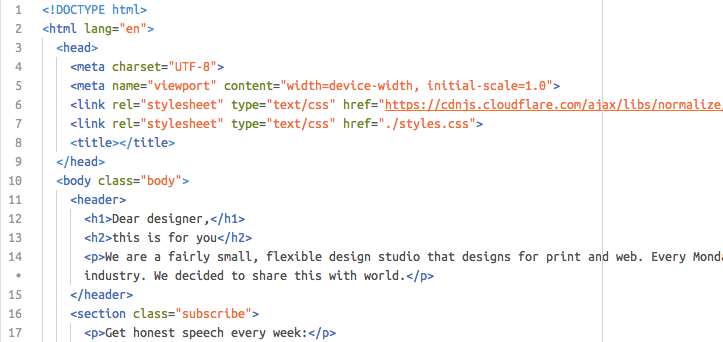 1 <!DOCTYPE html>
2 <html lang="en">
3 <head>
4 <meta charset="UTF-8">
5 <meta name="viewport" content="width=device-width, initial-scale=1.0">
6 <link rel="stylesheet" type="text/css" href="https://cdnjs.cloudflare.com/ajax/libs/normalize.
7 <link rel="stylesheet" type="text/css" href="./styles.css">
8 <title></title>
9 </head>
10 <body class="body">
11 <header>
12 <h1>Dear designer,</h1>
13 <h2>this is for you</h2>
14 <p>We are a fairly small, flexible design studio that designs for print and web. Every Mond
• industry. We decided to share this with world.</p>
15 </header>
16 <section class="subscribe">
17 <p>Get honest speech every week:</p>